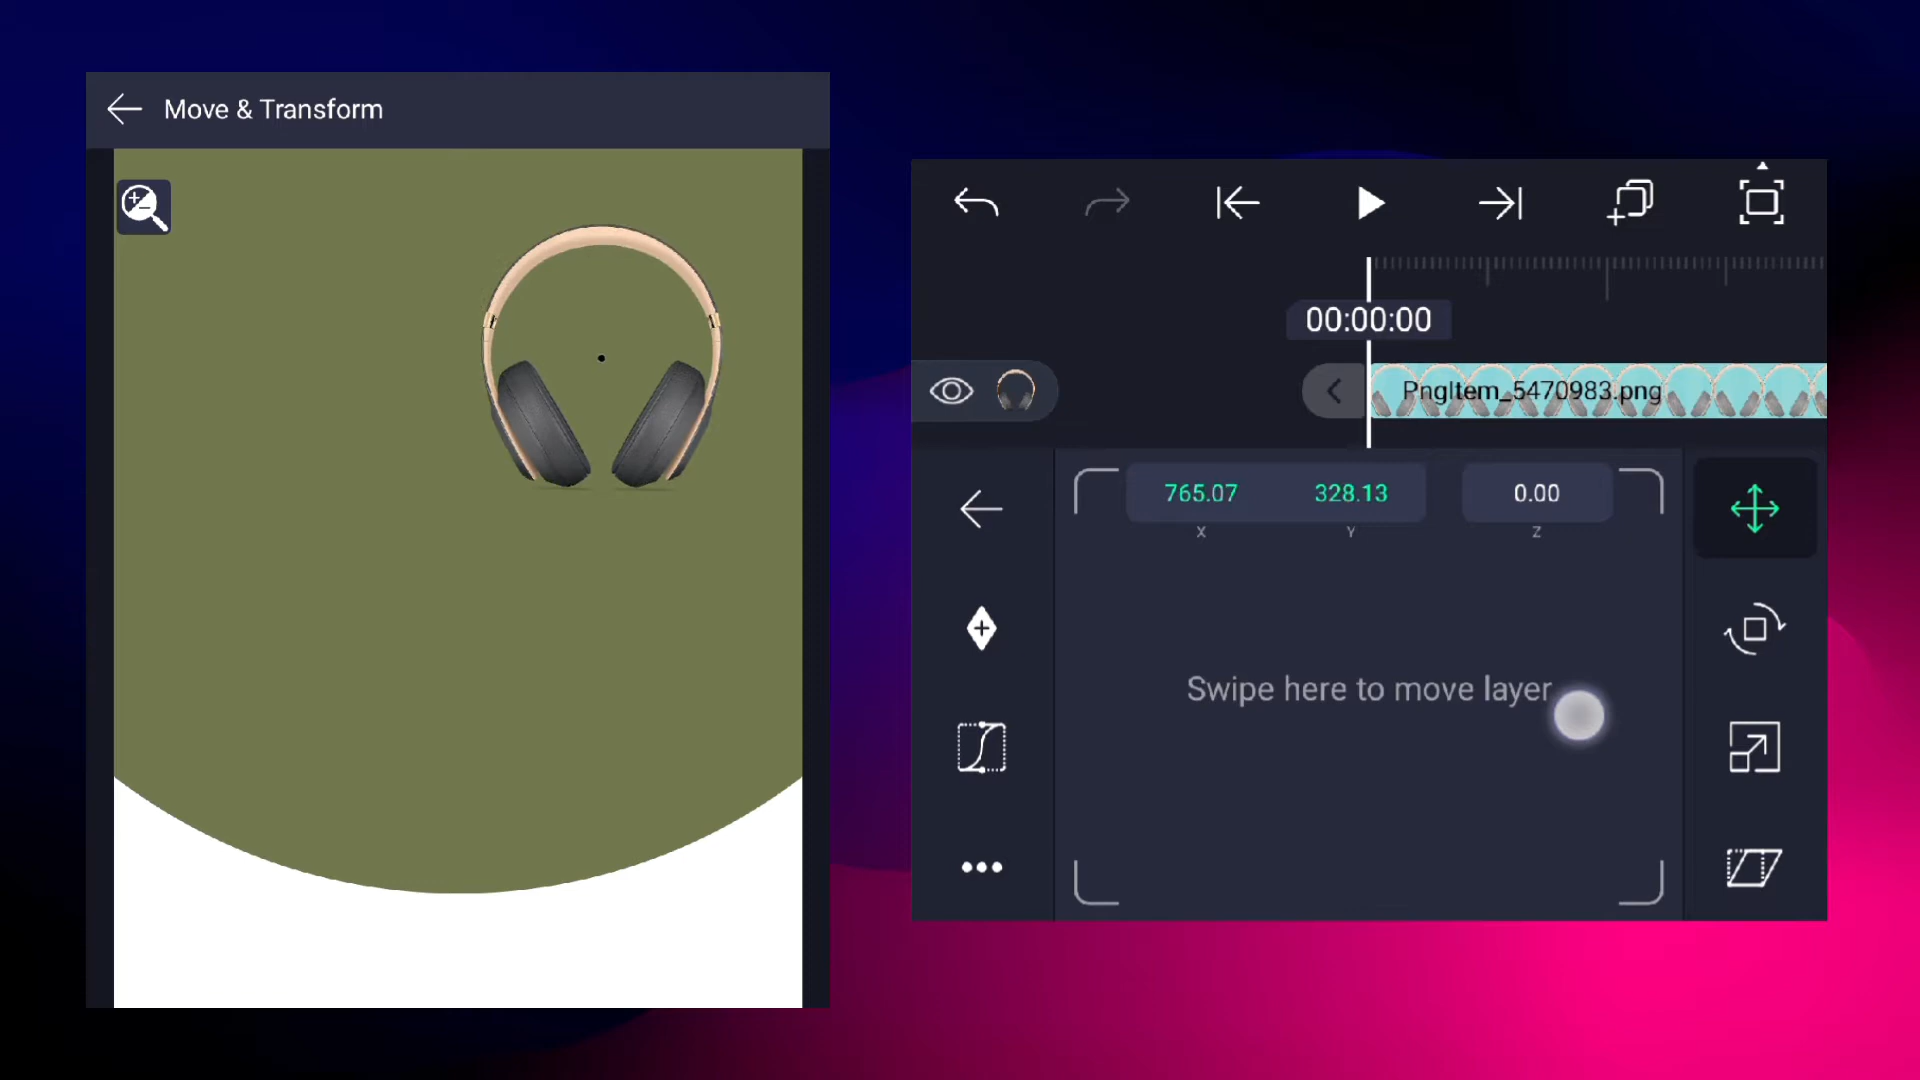 Move & Transform
00:00:00
PngItem_5470983.png
765.07 328.13 0.00
X Y Z
Swipe here to move layer